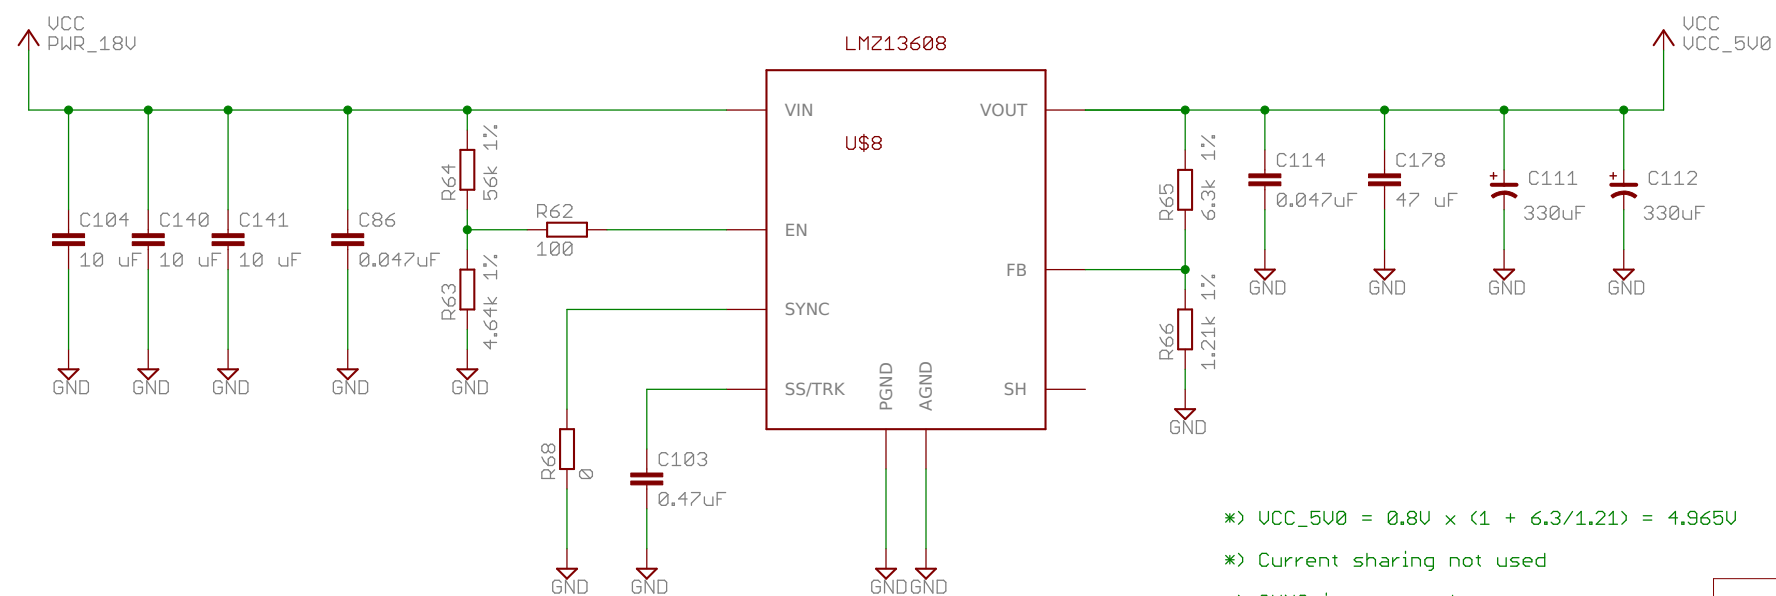 VCC
PWR_18V
LMZ13608
VCC
VCC_5V0
VIN
VOUT
U$8
EN
FB
SYNC
SS/TRK
SH
PGND
AGND
C104
10 uF
GND
C140
10 uF
GND
C141
10 uF
GND
C86
0.047uF
GND
R64
56k 1%
R63
4.64k 1%
GND
R62
100
R68
0
GND
C103
0.47uF
GND
GND
GND
R65
6.3k 1%
R66
1.21k 1%
GND
C114
0.047uF
GND
C178
47 uF
GND
+
C111
330uF
GND
+
C112
330uF
GND
*) VCC_5V0 = 0.8V x (1 + 6.3/1.21) = 4.965V
*) Current sharing not used